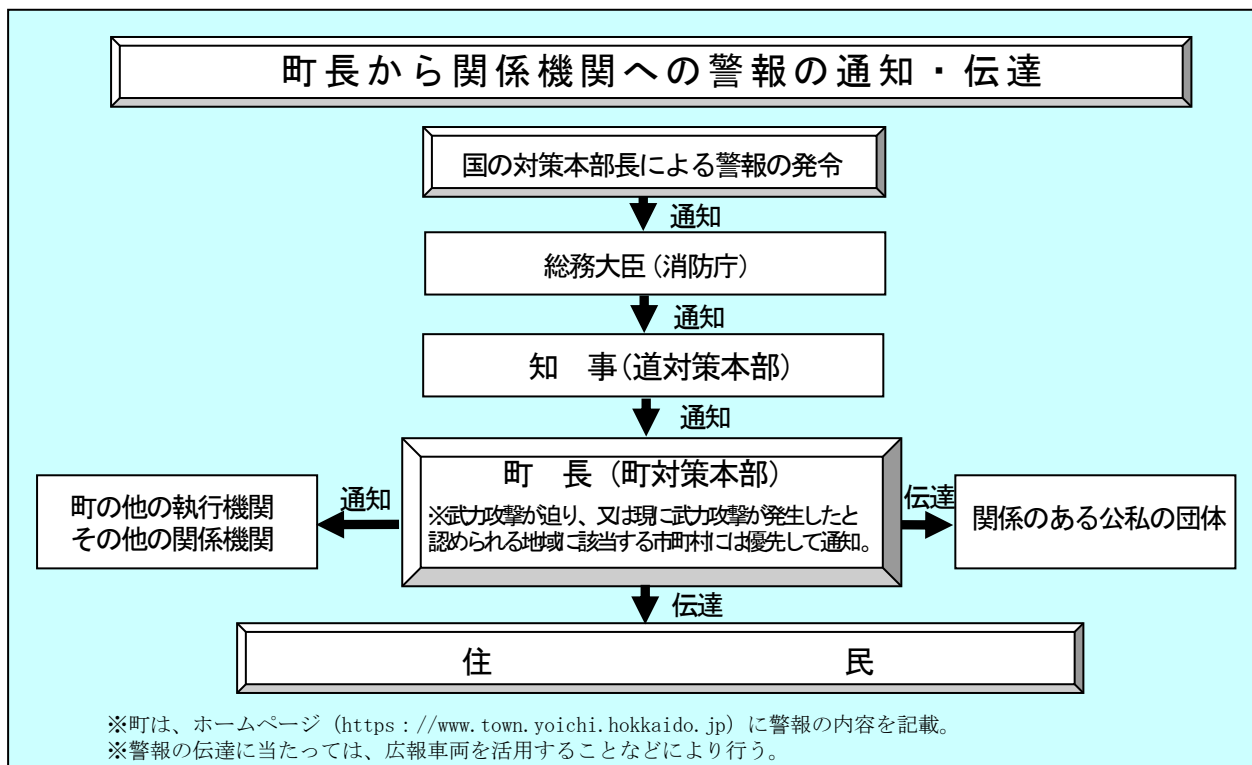 町長から関係機関への警報の通知・伝達
国の対策本部長による警報の発令
通知
総務大臣（消防庁）
通知
知　事（道対策本部）
通知
町　長（町対策本部）
※武力攻撃が迫り、又は現に武力攻撃が発生したと
認められる地域に該当する市町村には優先して通知。
通知
町の他の執行機関
その他の関係機関
伝達
関係のある公私の団体
伝達
住　民
※町は、ホームページ（https：//www.town.yoichi.hokkaido.jp）に警報の内容を記載。
※警報の伝達に当たっては、広報車両を活用することなどにより行う。